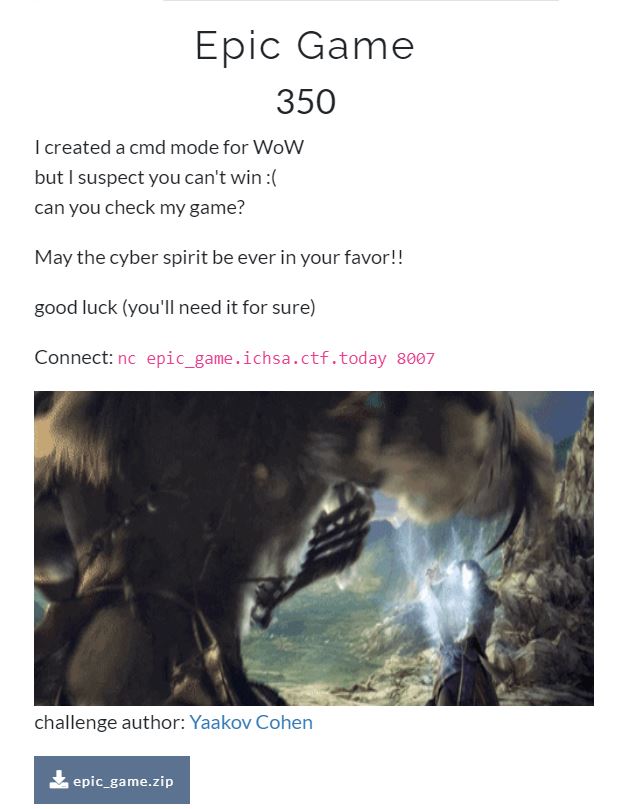 Epic Game
350
I created a cmd mode for WoW
but I suspect you can't win :(
can you check my game?
May the cyber spirit be ever in your favor!!
good luck (you'll need it for sure)
Connect: nc epic_game.ichsa.ctf.today 8007
challenge author: Yaakov Cohen
epic_game.zip